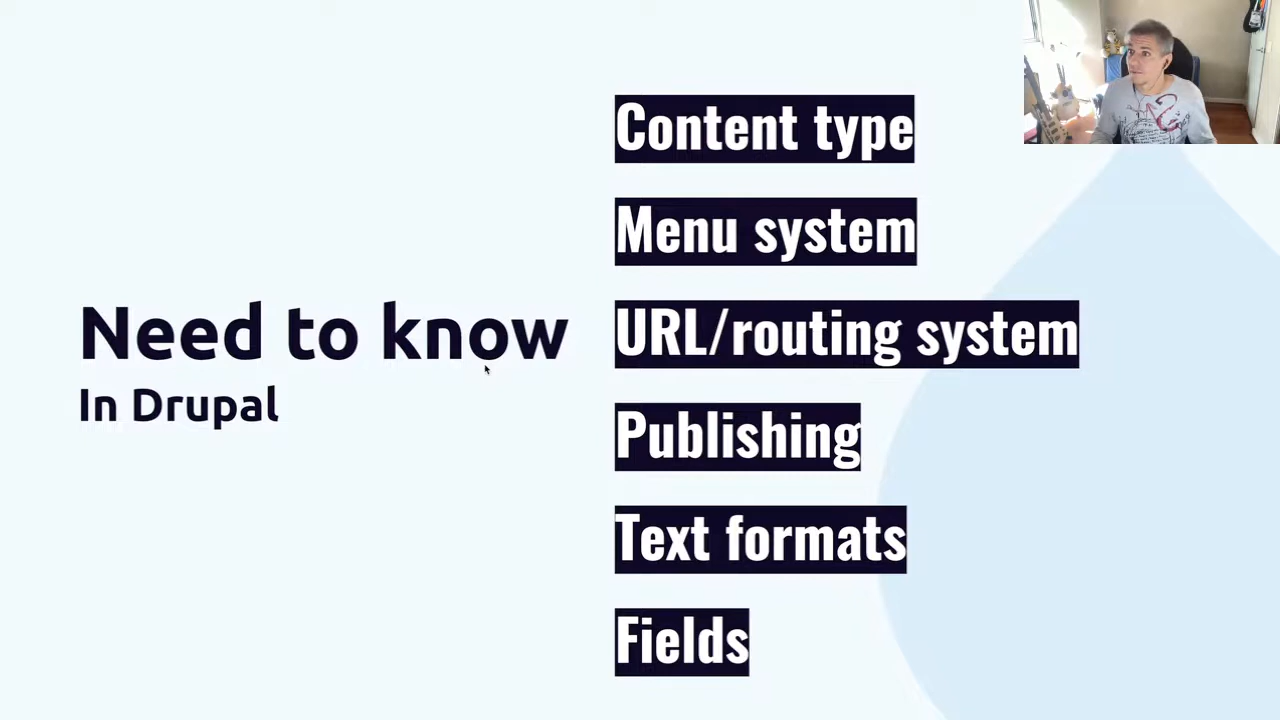 Need to know
In Drupal
Content type
Menu system
URL/routing system
Publishing
Text formats
Fields